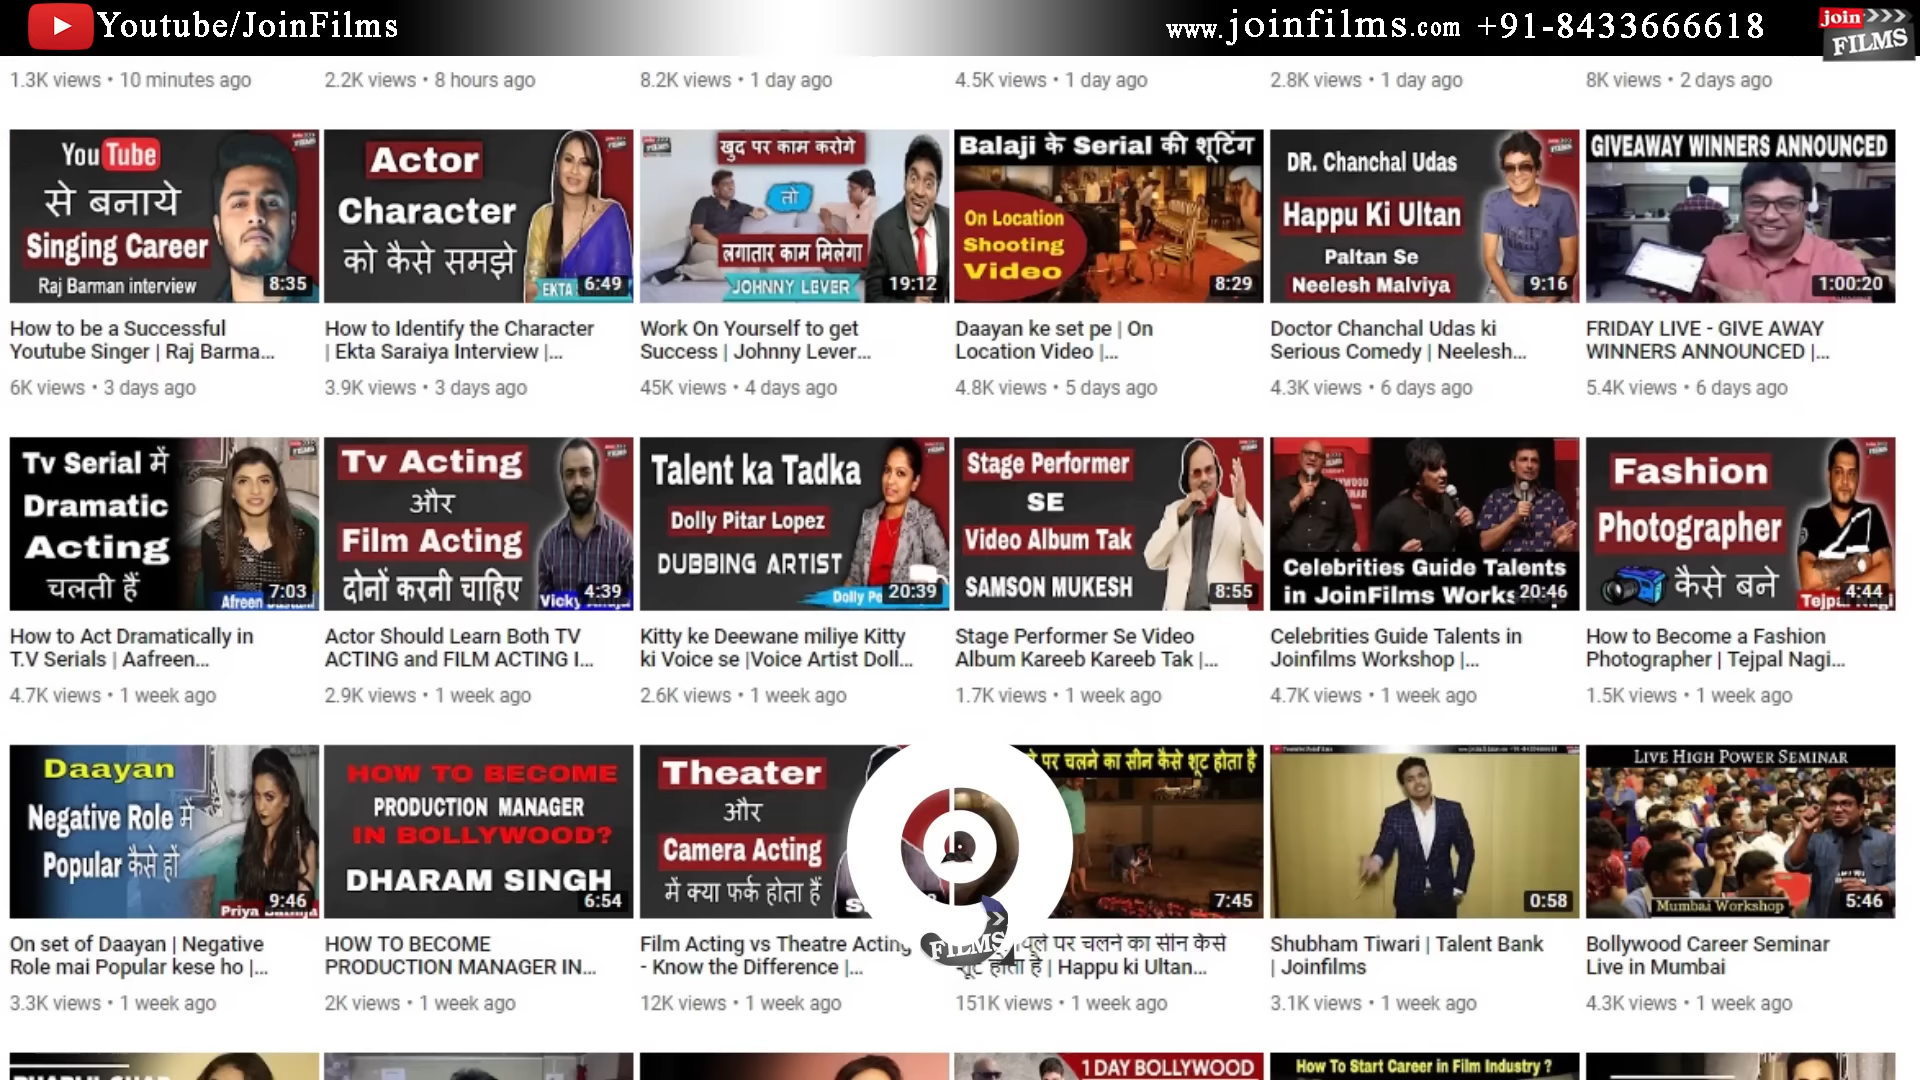 Youtube/JoinFilms
www.joinfilms.com +91-8433666618
join FILMS
1.3K views • 10 minutes ago
2.2K views • 8 hours ago
8.2K views • 1 day ago
4.5K views • 1 day ago
2.8K views • 1 day ago
8K views • 2 days ago
YouTube
से बनाये
Singing Career
Raj Barman interview
8:35
Actor
Character
को कैसे समझे
EKTA
6:49
खुद पर काम करोगे
तो
लगातार काम मिलेगा
JOHNNY LEVER
19:12
Balaji के Serial की शूटिंग
On Location
Shooting
Video
8:29
DR. Chanchal Udas
Happu Ki Ultan
Paltan Se
Neelesh Malviya
9:16
GIVEAWAY WINNERS ANNOUNCED
1:00:20
How to be a Successful
Youtube Singer | Raj Barma...
6K views • 3 days ago
How to Identify the Character
| Ekta Saraiya Interview |...
3.9K views • 3 days ago
Work On Yourself to get
Success | Johnny Lever...
45K views • 4 days ago
Daayan ke set pe | On
Location Video |...
4.8K views • 5 days ago
Doctor Chanchal Udas ki
Serious Comedy | Neelesh...
4.3K views • 6 days ago
FRIDAY LIVE - GIVE AWAY
WINNERS ANNOUNCED |...
5.4K views • 6 days ago
Tv Serial में
Dramatic
Acting
चलती हैं
Afreen
7:03
Tv Acting
और
Film Acting
दोनों करनी चाहिए
Vicky
4:39
Talent ka Tadka
Dolly Pitar Lopez
DUBBING ARTIST
Dolly
20:39
Stage Performer
SE
Video Album Tak
SAMSON MUKESH
8:55
Celebrities Guide Talents
in JoinFilms
20:46
Fashion
Photographer
कैसे बने
4:44
How to Act Dramatically in
T.V Serials | Aafreen...
4.7K views • 1 week ago
Actor Should Learn Both TV
ACTING and FILM ACTING I...
2.9K views • 1 week ago
Kitty ke Deewane miliye Kitty
ki Voice se |Voice Artist Doll...
2.6K views • 1 week ago
Stage Performer Se Video
Album Kareeb Kareeb Tak |...
1.7K views • 1 week ago
Celebrities Guide Talents in
Joinfilms Workshop |...
4.7K views • 1 week ago
How to Become a Fashion
Photographer | Tejpal Nagi...
1.5K views • 1 week ago
Daayan
Negative Role में
Popular कैसे हों
Priya
9:46
HOW TO BECOME
PRODUCTION MANAGER
IN BOLLYWOOD?
DHARAM SINGH
6:54
Theater
और
Camera Acting
में क्या फर्क होता हैं
पर चलने का सीन कैसे शूट होता है
7:45
0:58
LIVE HIGH POWER SEMINAR
Mumbai Workshop
5:46
FILMS
On set of Daayan | Negative
Role mai Popular kese ho |...
3.3K views • 1 week ago
HOW TO BECOME
PRODUCTION MANAGER IN...
2K views • 1 week ago
Film Acting vs Theatre Acting
- Know the Difference |...
12K views • 1 week ago
पर चलने का सीन कैसे
शूट होता है | Happu ki Ultan...
151K views • 1 week ago
Shubham Tiwari | Talent Bank
| Joinfilms
3.1K views • 1 week ago
Bollywood Career Seminar
Live in Mumbai
4.3K views • 1 week ago
1 DAY BOLLYWOOD
How To Start Career in Film Industry ?